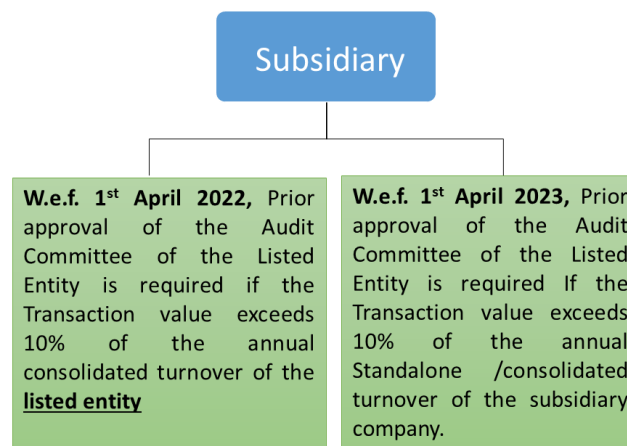 Subsidiary
W.e.f. 1st April 2022, Prior
approval of the Audit
Committee of the Listed
Entity is required if the
Transaction value exceeds
10% of the annual
consolidated turnover of the
listed entity
W.e.f. 1st April 2023, Prior
approval of the Audit
Committee of the Listed
Entity is required If the
Transaction value exceeds
10% of the annual
Standalone /consolidated
turnover of the subsidiary
company.